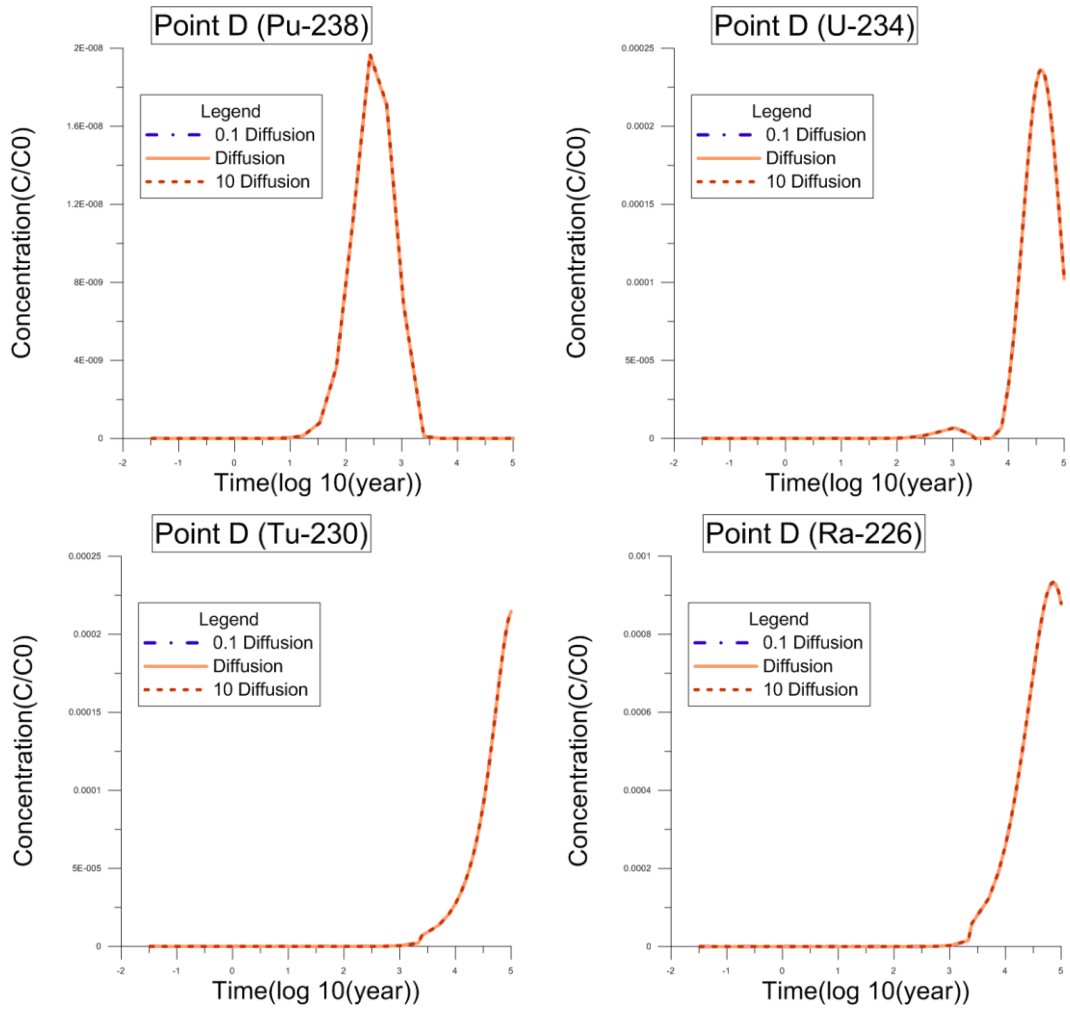 Point D (Pu-238)
2E-008
1.6E-008
1.2E-008
8E-009
4E-009
0
Concentration(C/C0)
Legend
0.1 Diffusion
Diffusion
10 Diffusion
-2 -1 0 1 2 3 4 5
Time(log 10(year))
Point D (U-234)
0.00025
0.0002
0.00015
0.0001
5E-005
0
Concentration(C/C0)
Legend
0.1 Diffusion
Diffusion
10 Diffusion
-2 -1 0 1 2 3 4 5
Time(log 10(year))
Point D (Tu-230)
0.00025
0.0002
0.00015
0.0001
5E-005
0
Concentration(C/C0)
Legend
0.1 Diffusion
Diffusion
10 Diffusion
-2 -1 0 1 2 3 4 5
Time(log 10(year))
Point D (Ra-226)
0.001
0.0008
0.0006
0.0004
0.0002
0
Concentration(C/C0)
Legend
0.1 Diffusion
Diffusion
10 Diffusion
-2 -1 0 1 2 3 4 5
Time(log 10(year))